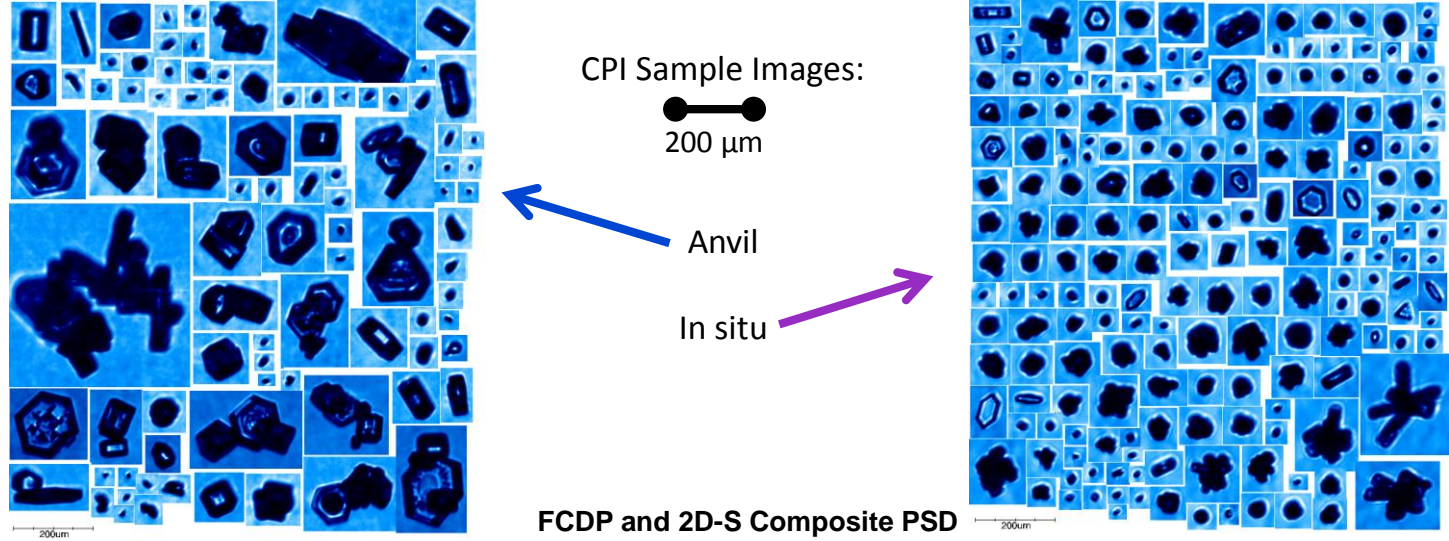 CPI Sample Images:
200 µm
Anvil
In situ
FCDP and 2D-S Composite PSD
200um
200um